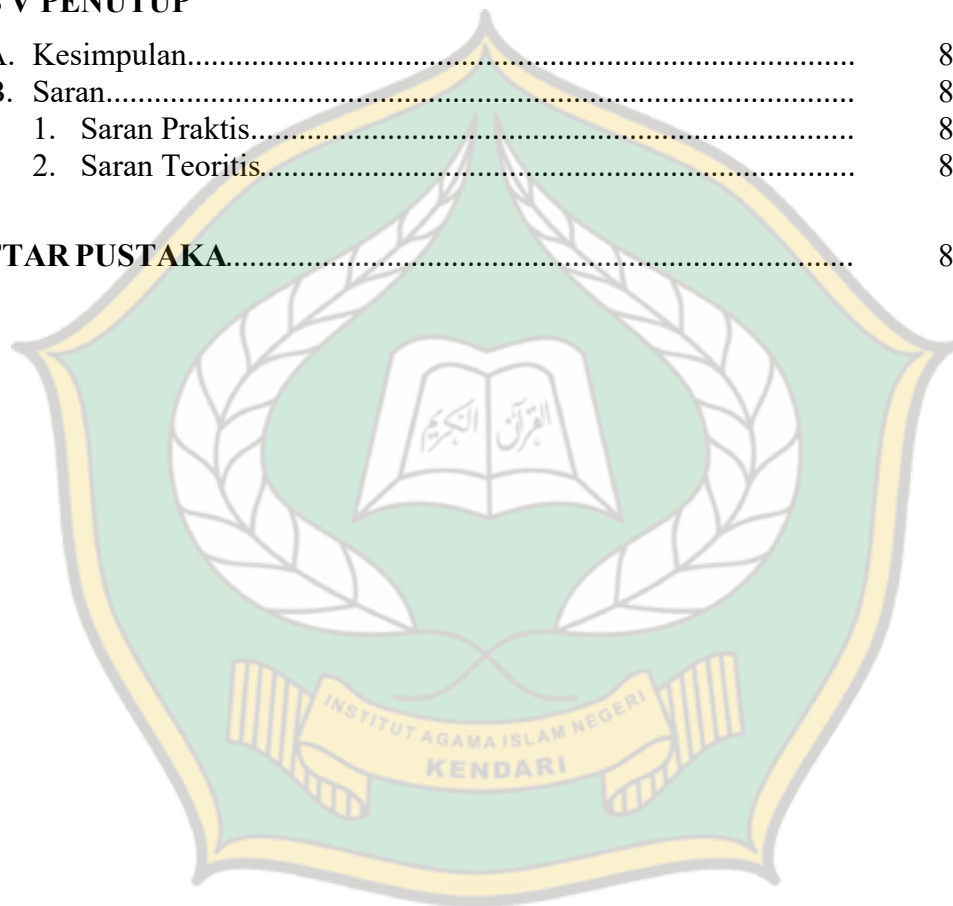 V PENUTUP
A. Kesimpulan........ 8
B. Saran........ 8
1. Saran Praktis........ 8
2. Saran Teoritis........ 8
TAR PUSTAKA........ 8
القرآن الكريم
INSTITUT AGAMA ISLAM NEGERI
KENDARI